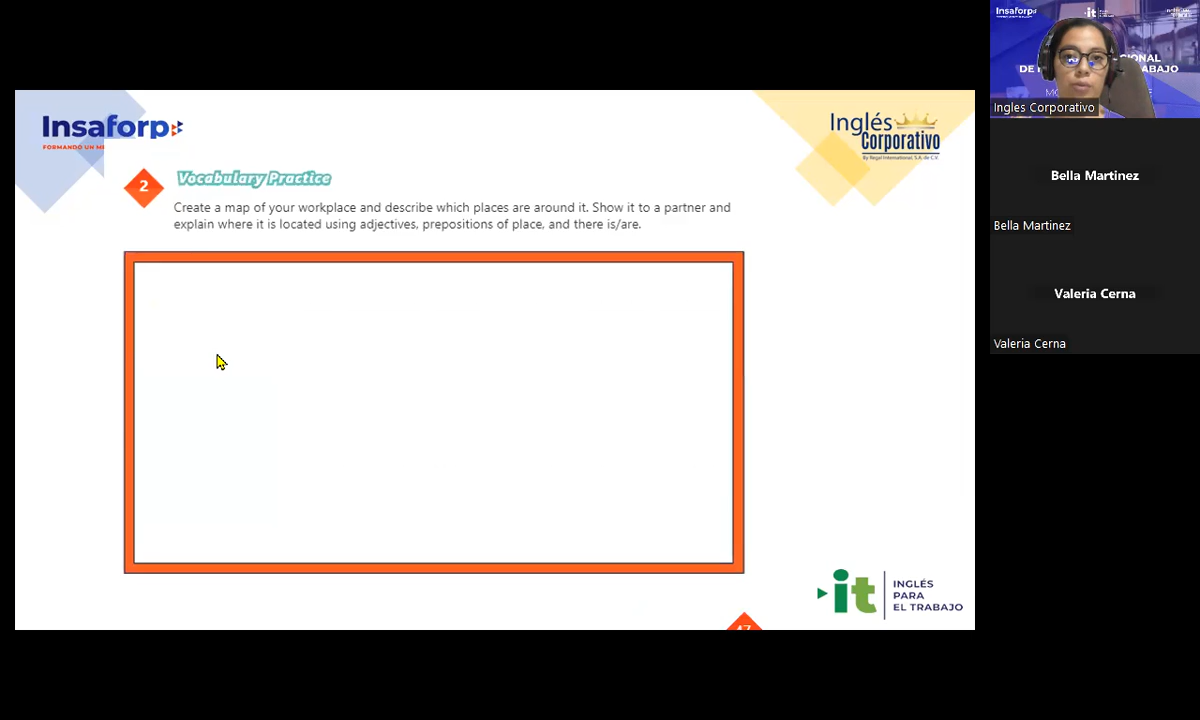 Insaforp
FORMANDO UN
Inglés
Corporativo
By Regal International, S.A. de C.V.
2
Vocabulary Practice
Create a map of your workplace and describe which places are around it. Show it to a partner and
explain where it is located using adjectives, prepositions of place, and there is/are.
it
INGLÉS
PARA
EL TRABAJO
47
Insaforp
it
Ingles Corporativo
Bella Martinez
Bella Martinez
Valeria Cerna
Valeria Cerna